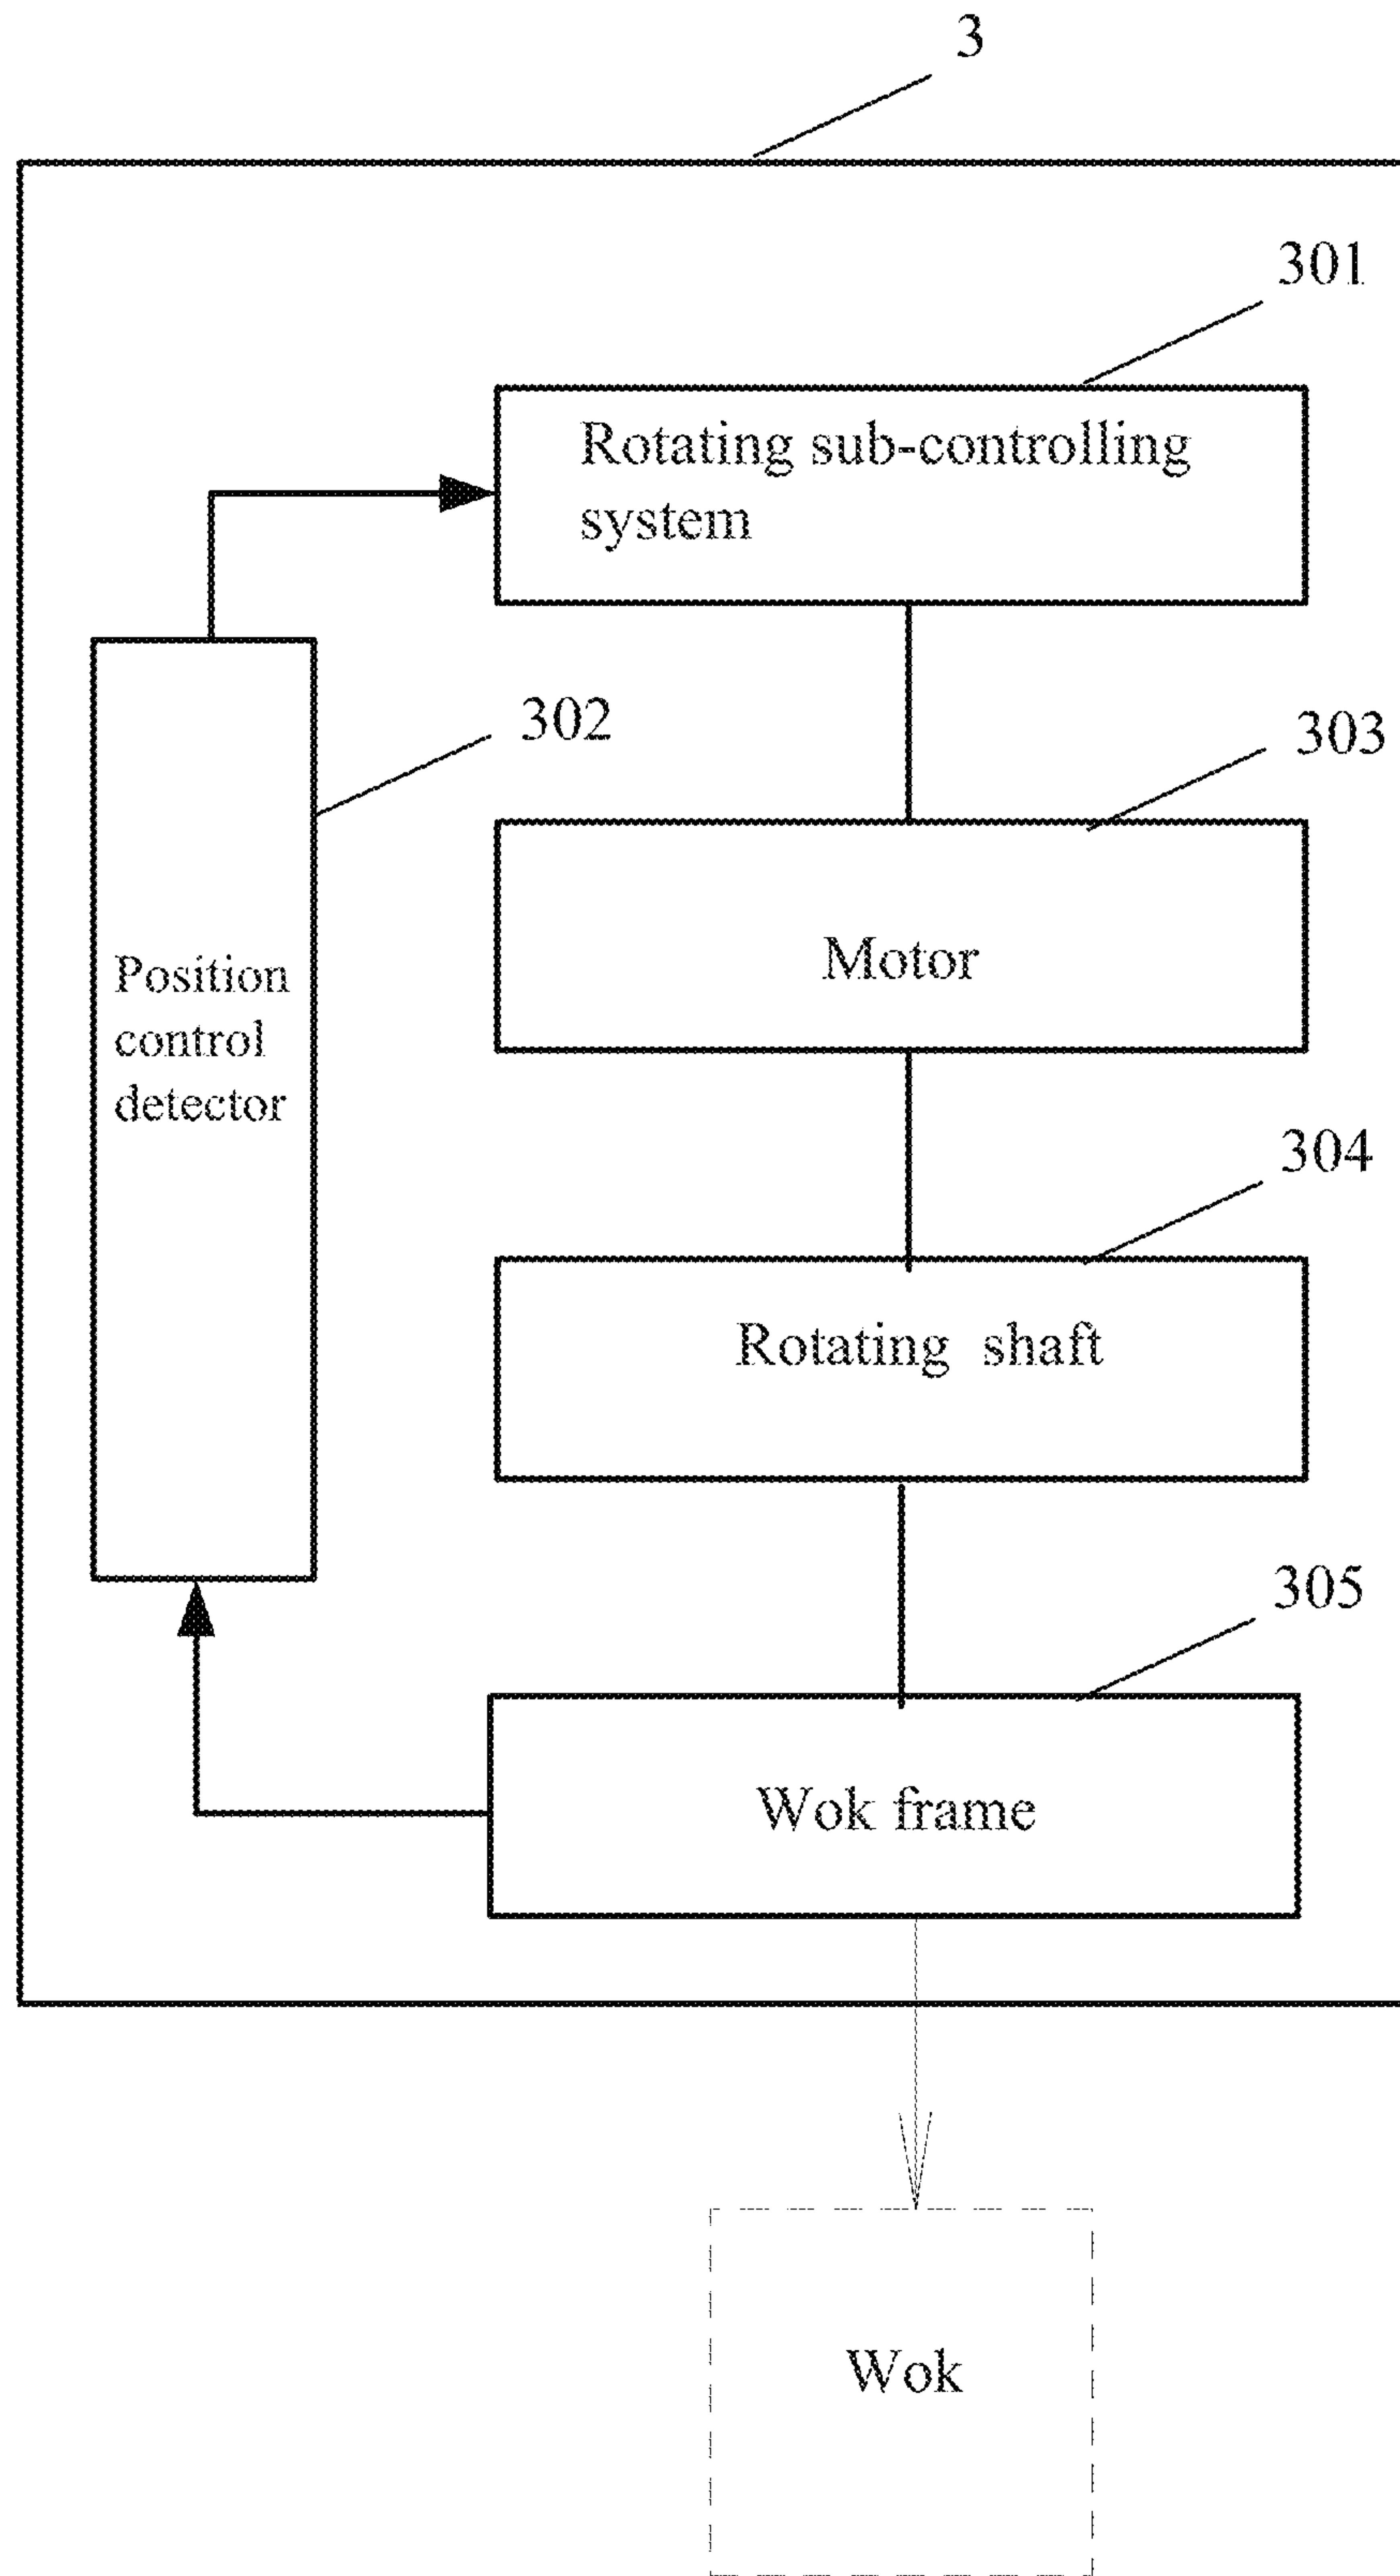 3
301
Rotating sub-controlling
system
302
303
Position
control
detector
Motor
304
Rotating shaft
305
Wok frame
Wok